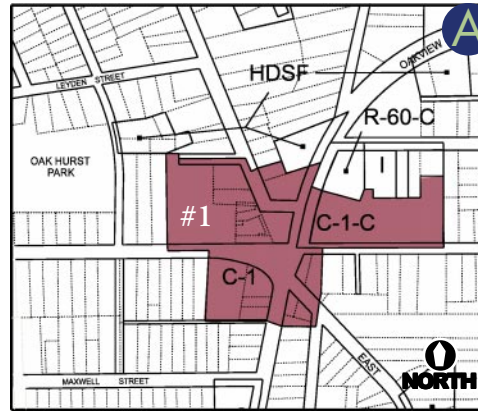 A
OAKVIEW
LEYDEN STREET
HDSF
R-60-C
OAK HURST
PARK
I
#1
C-1-C
C-1
EAST
NORTH
MAXWELL STREET